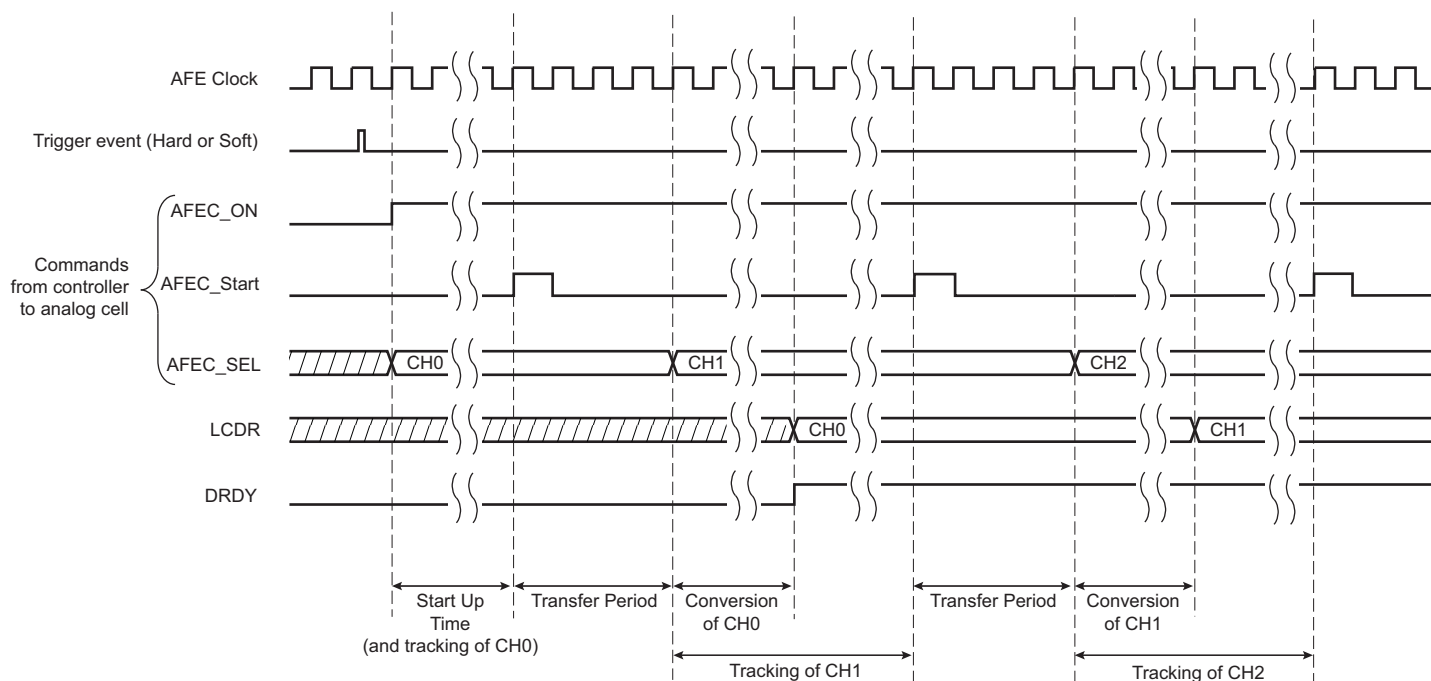 AFE Clock
Trigger event (Hard or Soft)
AFEC_ON
Commands
from controller
to analog cell
AFEC_Start
AFEC_SEL
CH0
CH1
CH2
LCDR
CH0
CH1
DRDY
Start Up
Time
(and tracking of CH0)
Transfer Period
Conversion
of CH0
Transfer Period
Conversion
of CH1
Tracking of CH1
Tracking of CH2